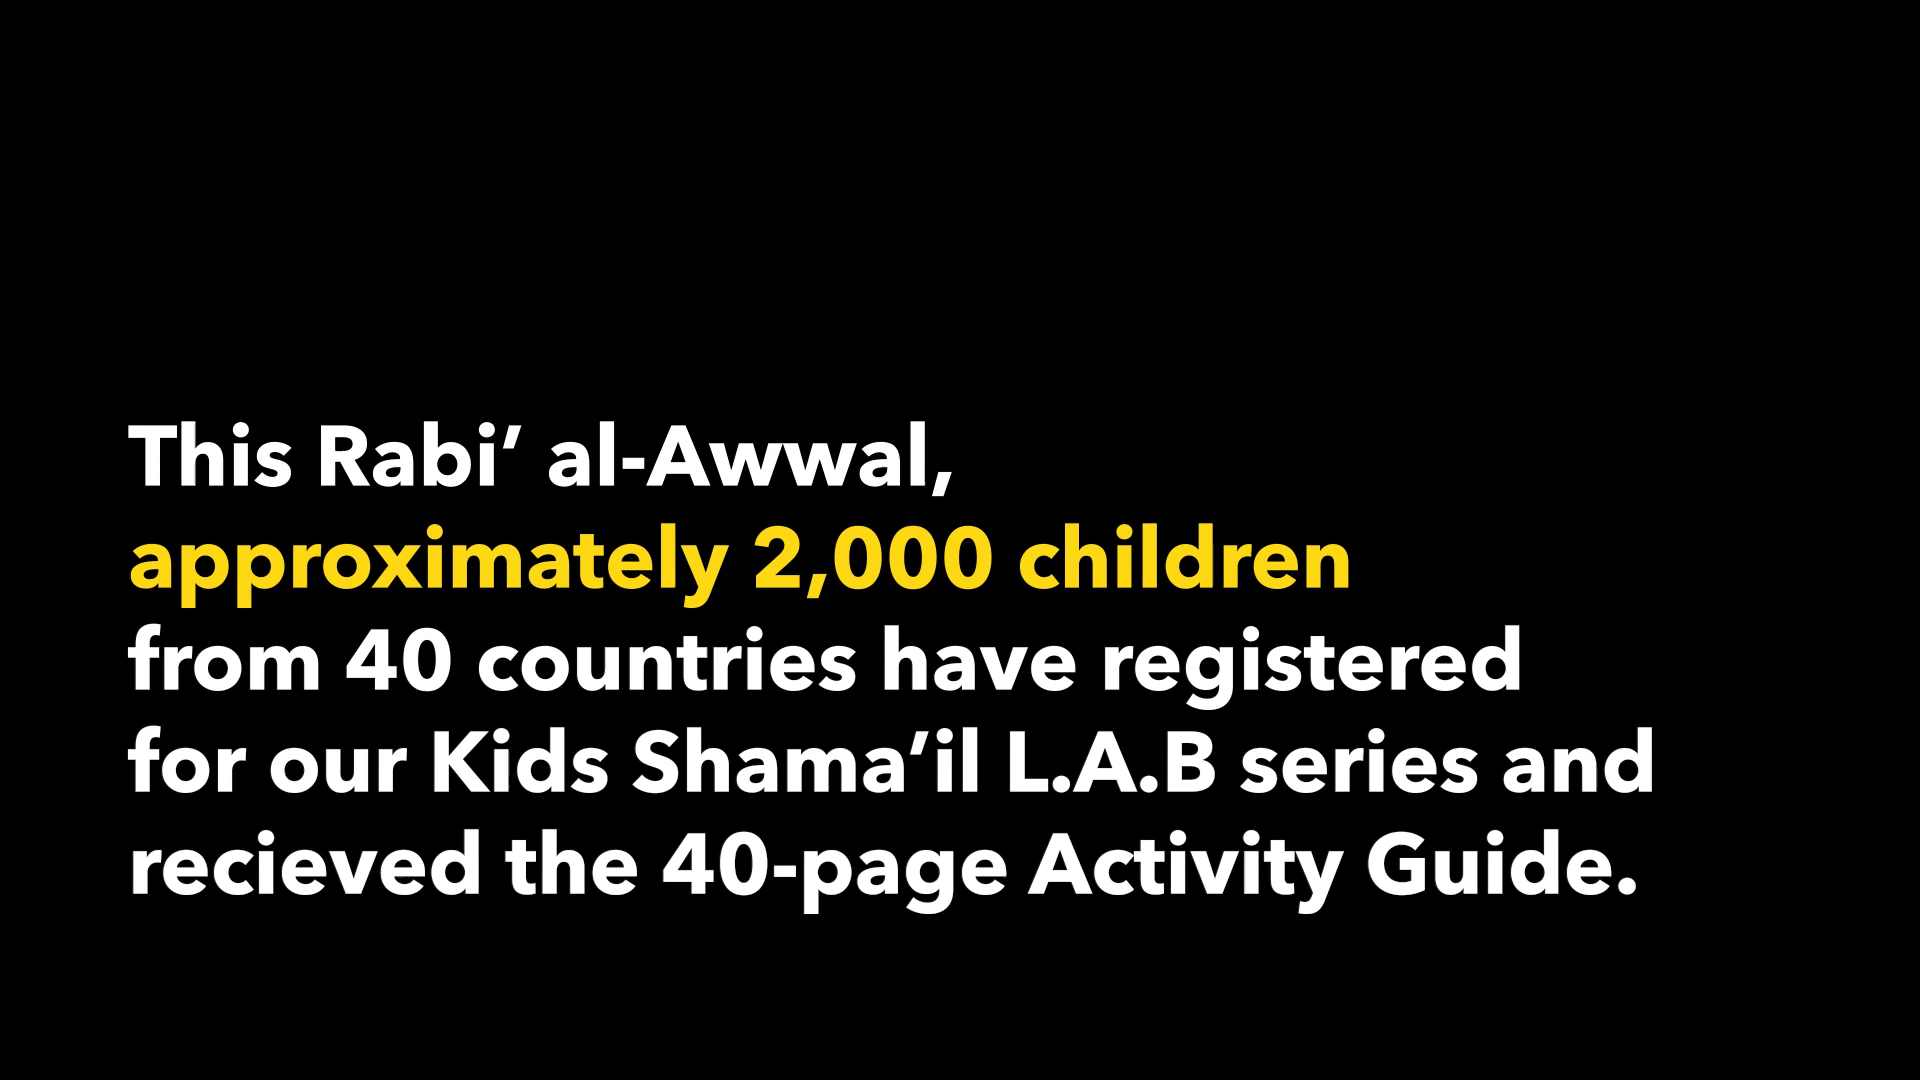 This Rabi’ al-Awwal,
approximately 2,000 children
from 40 countries have registered
for our Kids Shama’il L.A.B series and
recieved the 40-page Activity Guide.